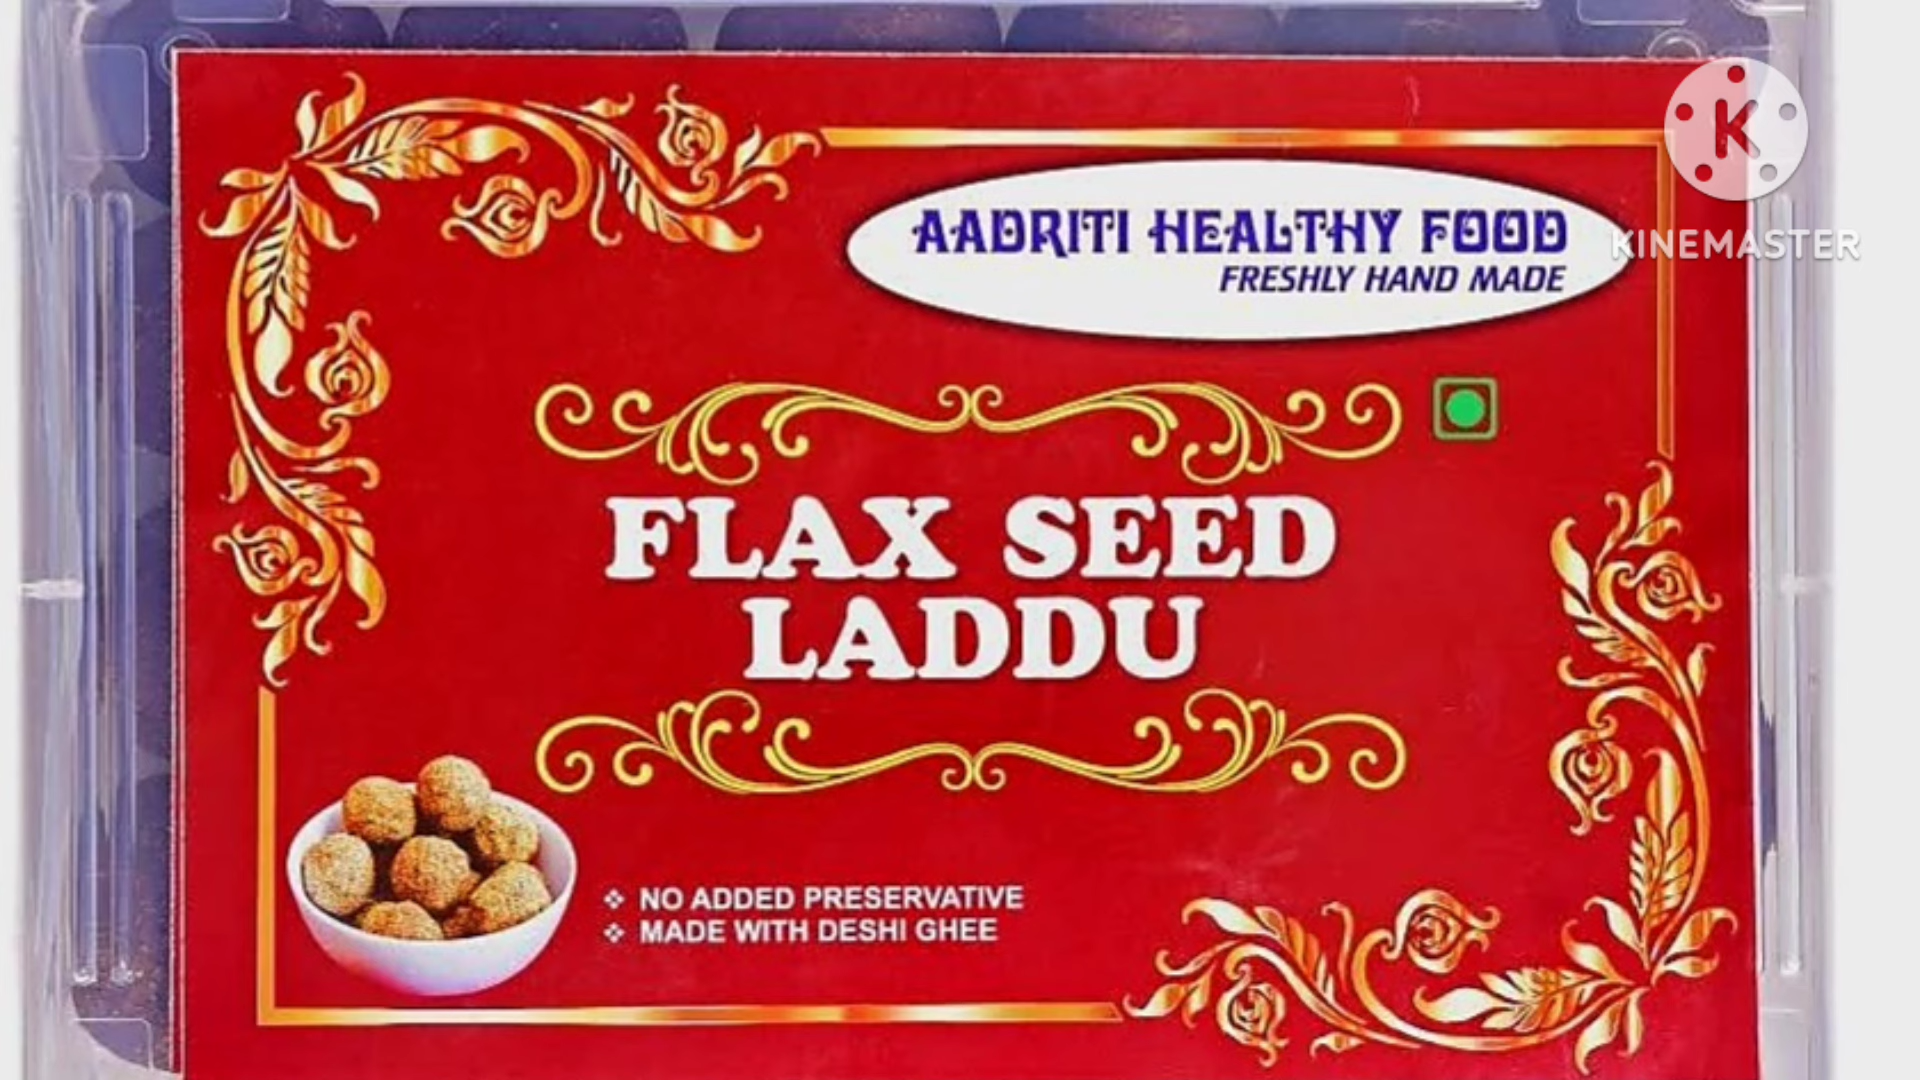 K
KINEMASTER
AADRITI HEALTHY FOOD
FRESHLY HAND MADE
FLAX SEED
LADDU
❖ NO ADDED PRESERVATIVE
❖ MADE WITH DESHI GHEE